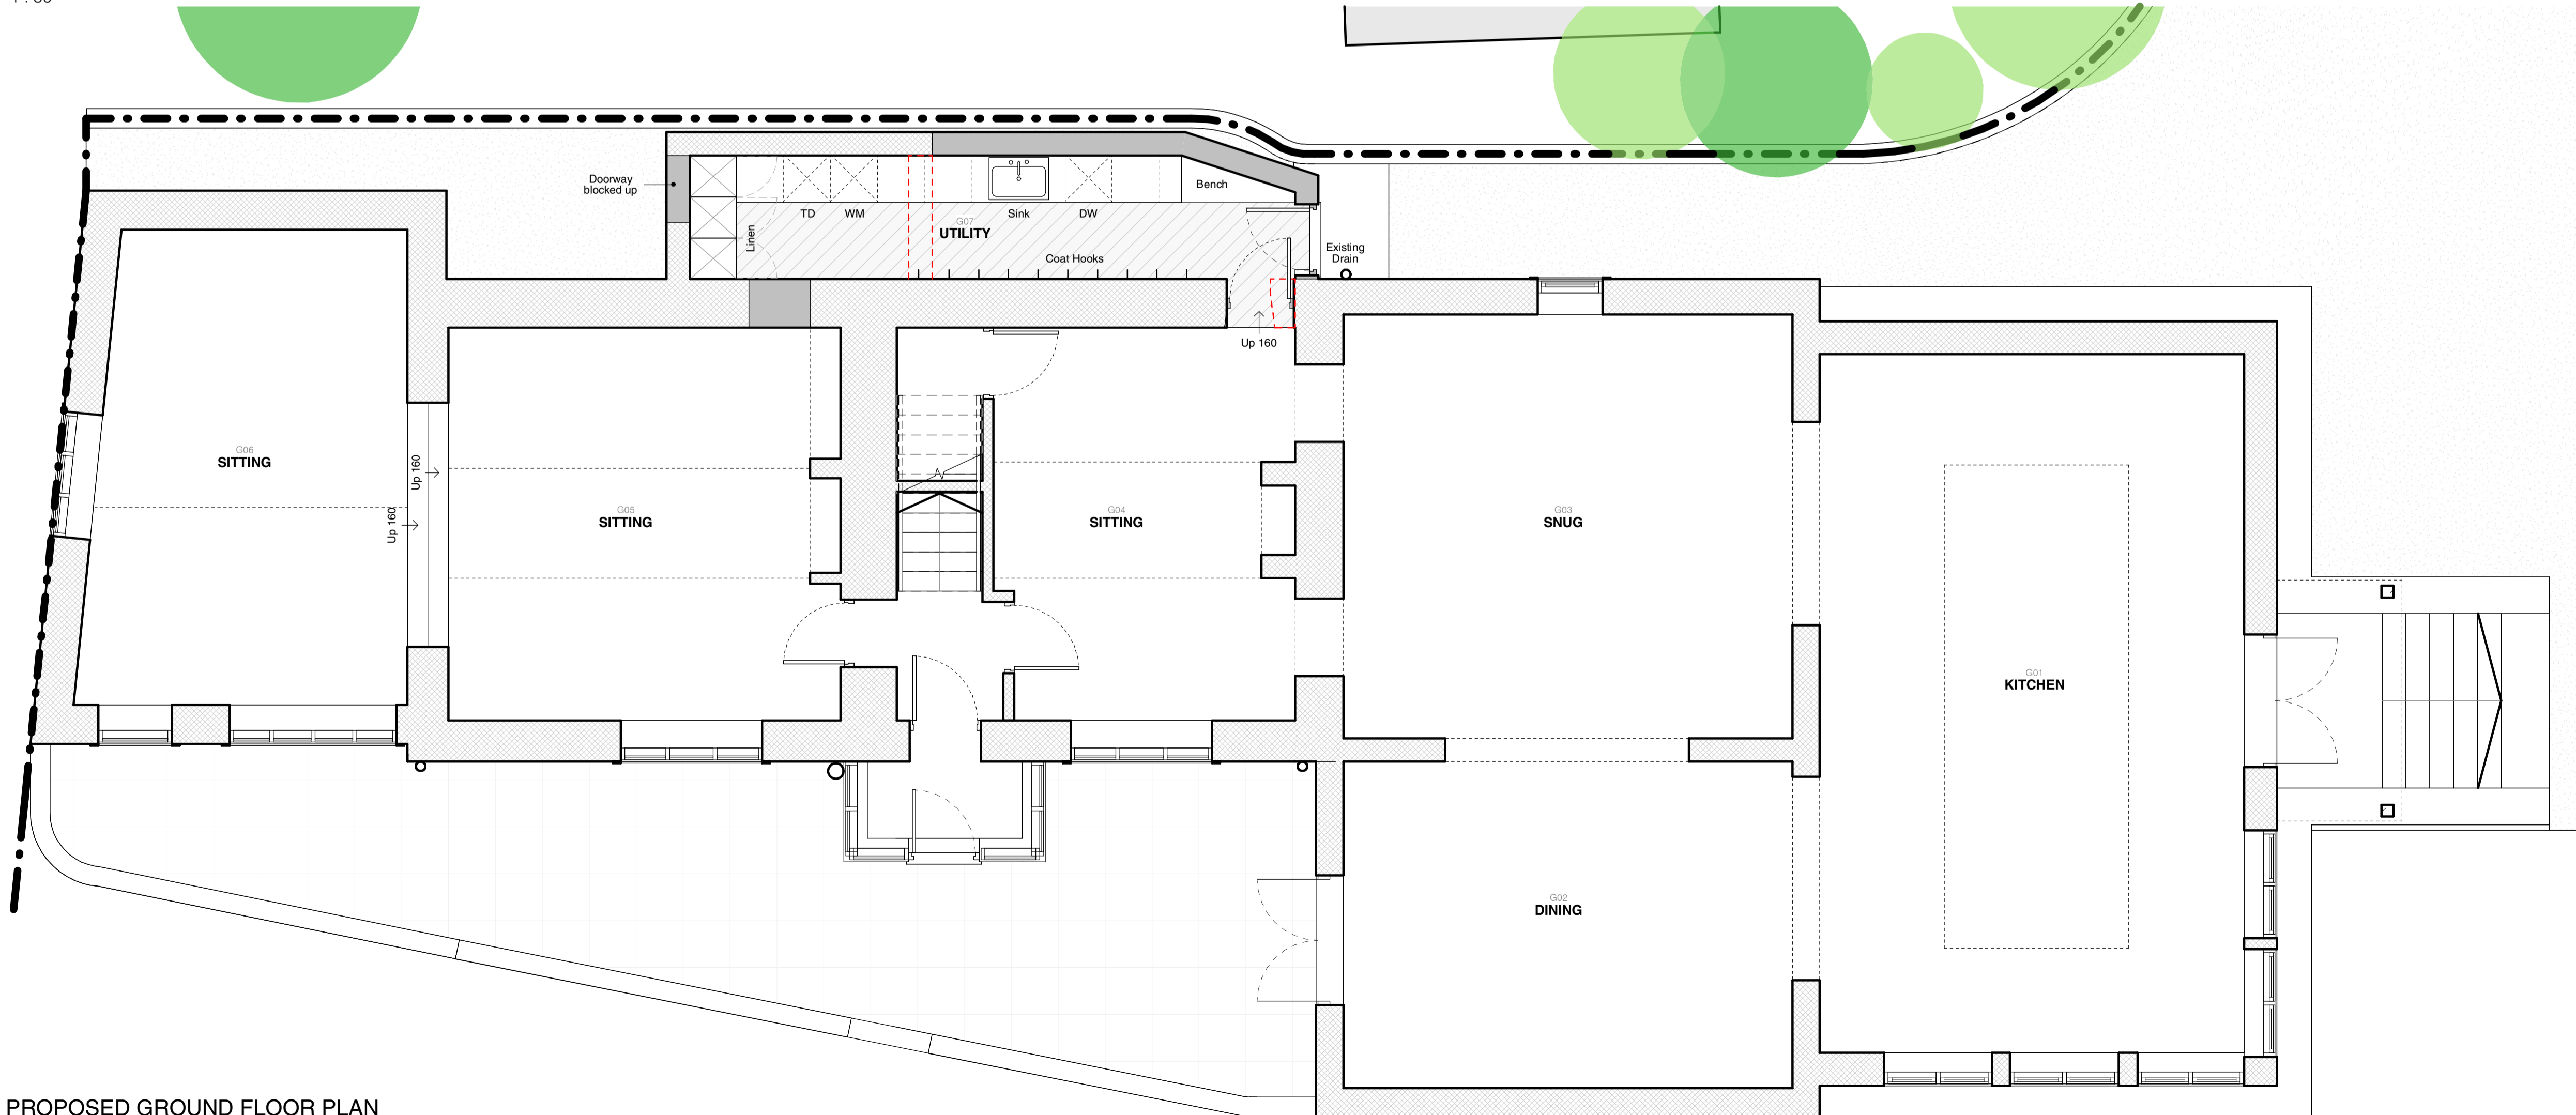 Doorway
blocked up
TD
WM
Sink
DW
Bench
Linen
G07
UTILITY
Coat Hooks
Existing
Drain
Up 160
G06
SITTING
Up 160
Up 160
G05
SITTING
G04
SITTING
G03
SNUG
G01
KITCHEN
G02
DINING
PROPOSED GROUND FLOOR PLAN